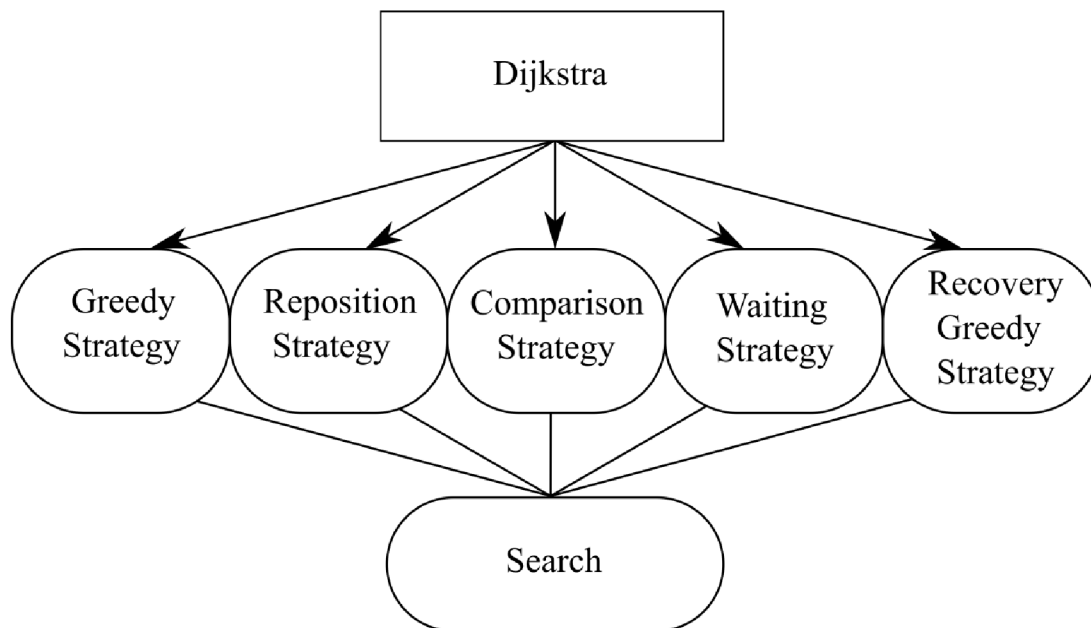 Dijkstra
Greedy
Strategy
Reposition
Strategy
Comparison
Strategy
Waiting
Strategy
Recovery
Greedy
Strategy
Search